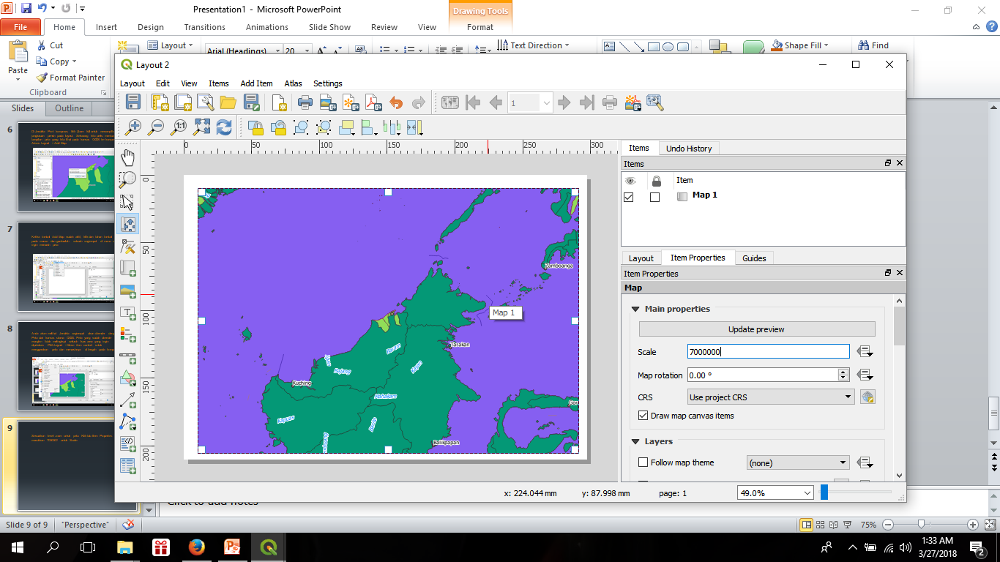 Presentation1 - Microsoft PowerPoint
Drawing Tools
File Home Insert Design Transitions Animations Slide Show Review View Format
Cut
Copy
Format Painter
Paste
Clipboard
Layout
Arial (Headings) 20
Text Direction
Shape Fill
Find
Slides Outline
6
7
8
9
Layout 2
Layout Edit View Items Add Item Atlas Settings
1
1:1
0 50 100 150 200 250 300
0
50
100
150
200
Zamboanga
Map 1
Tarakan
Baram
Kayan
Bajang
Kuching
Mahakam
Kapuas
Barito
Balikpapan
Items Undo History
Items
Item
Map 1
Layout Item Properties Guides
Item Properties
Map
Main properties
Update preview
Scale 7000000
Map rotation 0.00 °
CRS Use project CRS
Draw map canvas items
Layers
Follow map theme (none)
x: 224.044 mm y: 87.998 mm page: 1 49.0%
Click to add notes
Slide 9 of 9 "Perspective" 75%
1:33 AM
3/27/2018
2